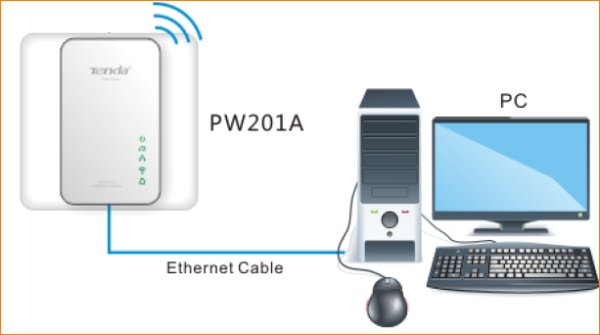 Tenda
PW201A
PC
Ethernet Cable